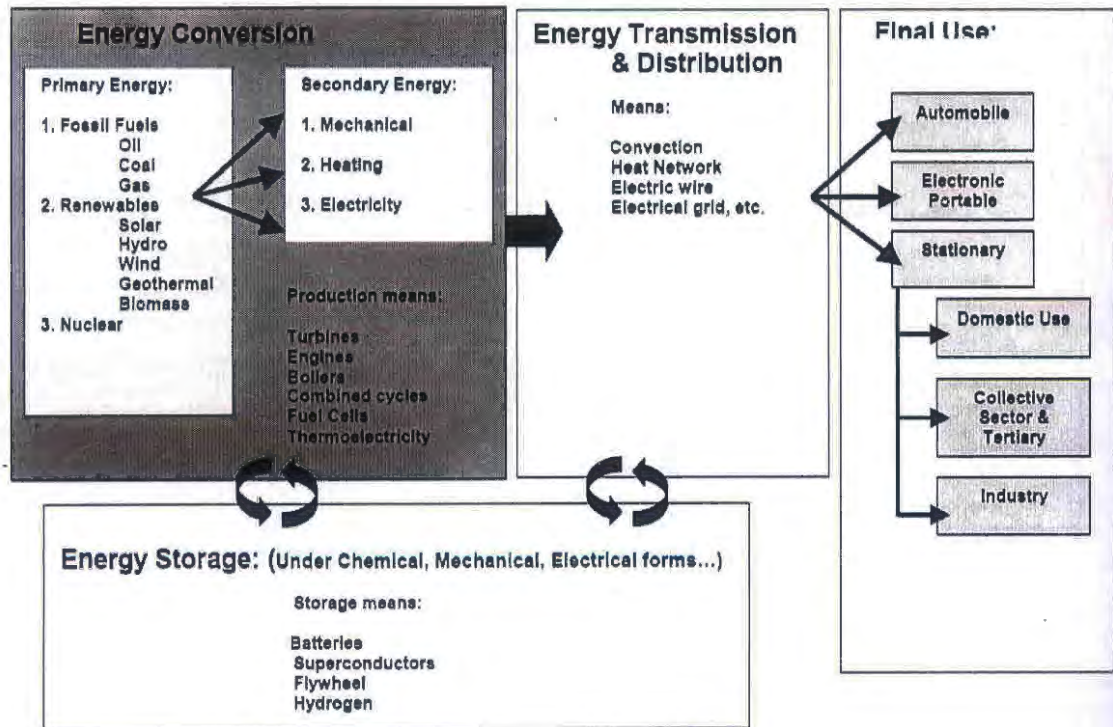 Energy Conversion
Primary Energy:
1. Fossil Fuels
Oil
Coal
Gas
2. Renewables
Solar
Hydro
Wind
Geothermal
Biomass
3. Nuclear
Secondary Energy:
1. Mechanical
2. Heating
3. Electricity
Production means:
Turbines
Engines
Boilers
Combined cycles
Fuel Cells
Thermoelectricity
Energy Transmission
& Distribution
Means:
Convection
Heat Network
Electric wire
Electrical grid, etc.
Final Use:
Automobile
Electronic
Portable
Stationary
Domestic Use
Collective
Sector &
Tertiary
Industry
Energy Storage: (Under Chemical, Mechanical, Electrical forms...)
Storage means:
Batteries
Superconductors
Flywheel
Hydrogen